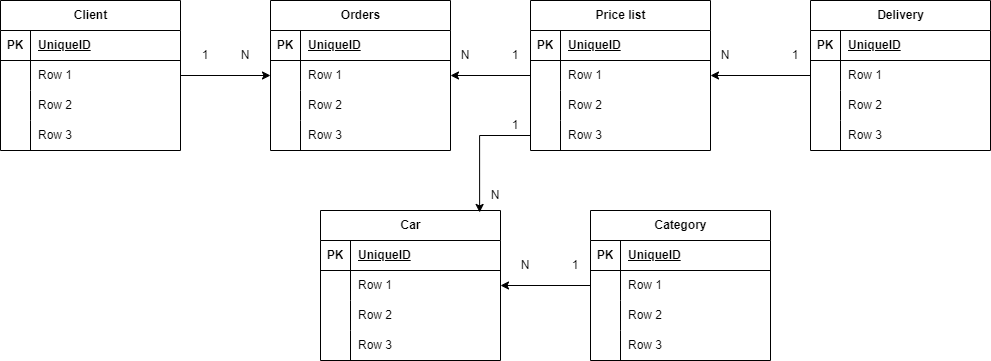 Client
PK UniqueID
Row 1
Row 2
Row 3
1 N
Orders
PK UniqueID
Row 1
Row 2
Row 3
N 1
Price list
PK UniqueID
Row 1
Row 2
Row 3
N 1
Delivery
PK UniqueID
Row 1
Row 2
Row 3
1
N
Car
PK UniqueID
Row 1
Row 2
Row 3
N 1
Category
PK UniqueID
Row 1
Row 2
Row 3